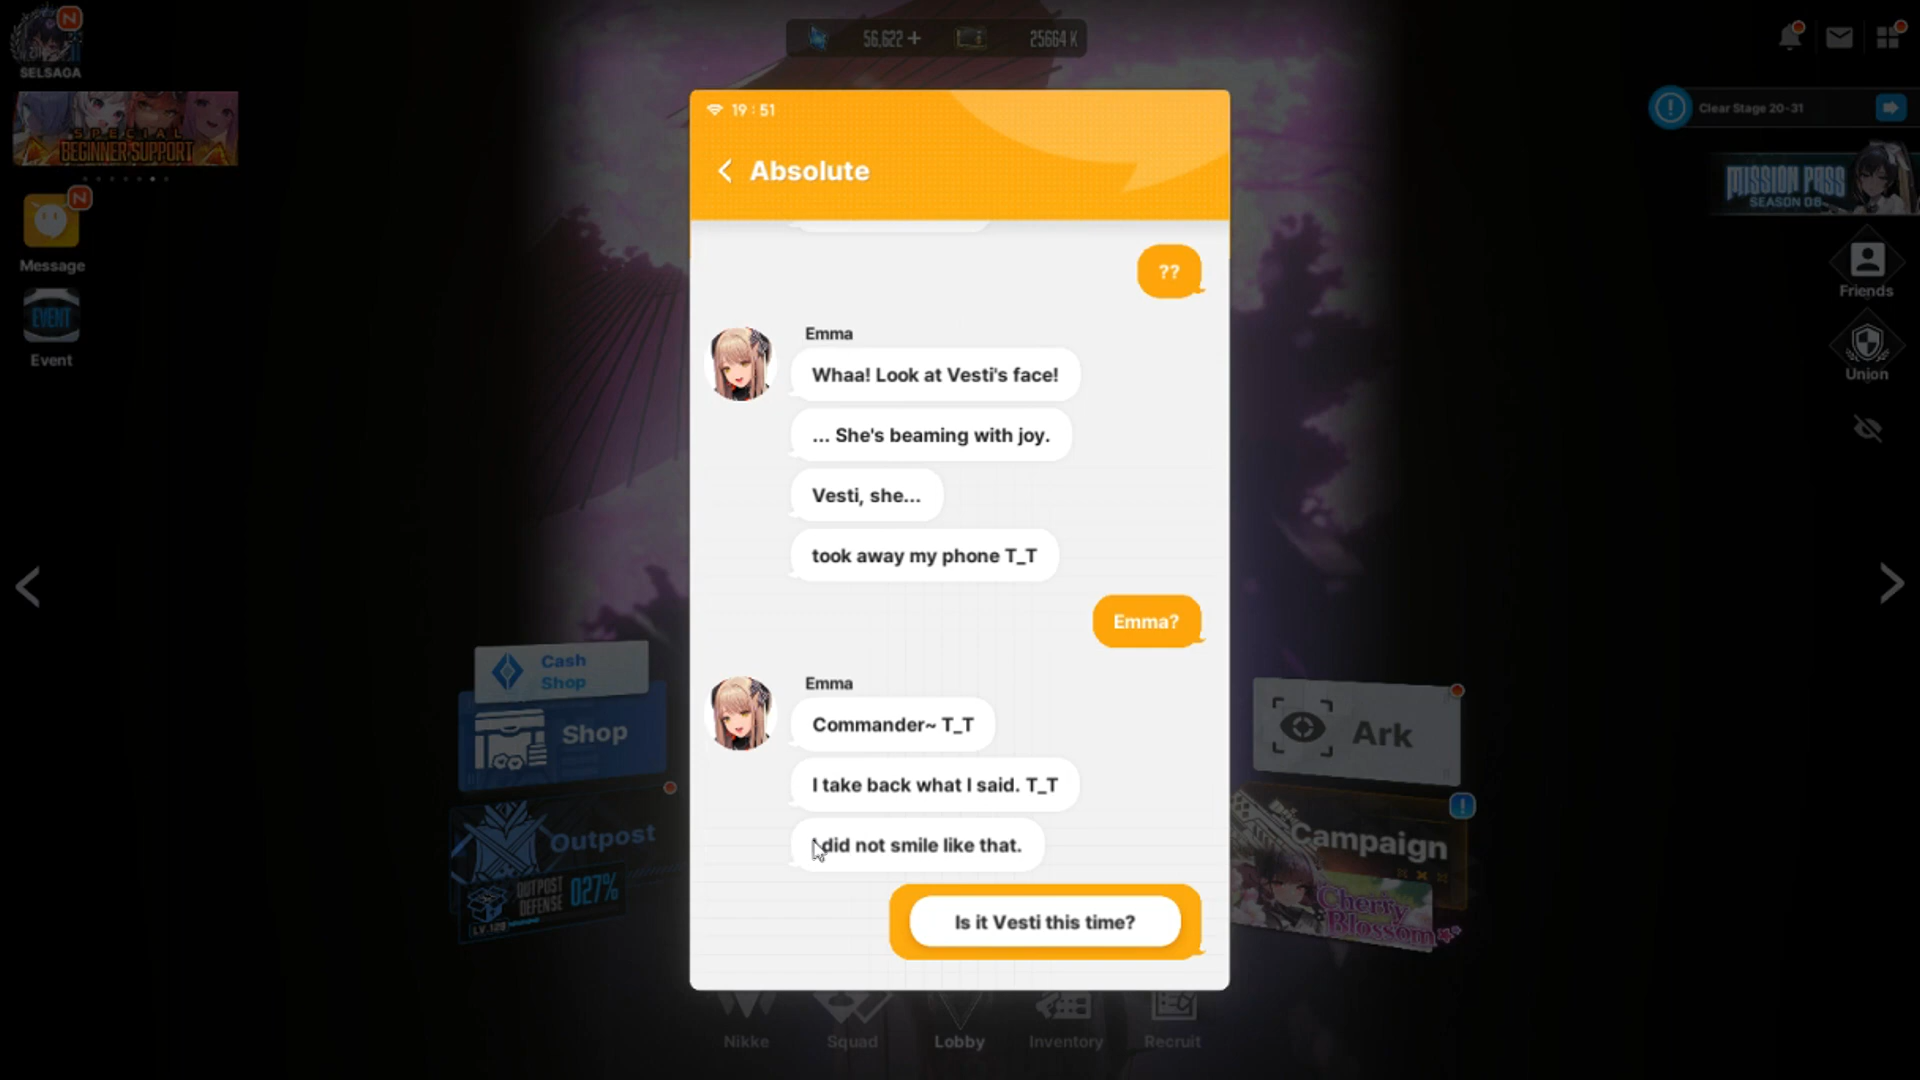 SELSAGA
N
56,622 +
25664 K
SPECIAL
BEGINNER SUPPORT
N
Message
EVENT
Event
Clear Stage 20-31
MISSION PASS
SEASON 08
Friends
Union
19 : 51
Absolute
??
Emma
Whaa! Look at Vesti's face!
... She's beaming with joy.
Vesti, she...
took away my phone T_T
Emma?
Emma
Commander~ T_T
I take back what I said. T_T
I did not smile like that.
Is it Vesti this time?
Cash
Shop
Shop
Outpost
OUTPOST
DEFENSE
027%
LV.128
Ark
Campaign
Cherry
Blossom
Nikke
Squad
Lobby
Inventory
Recruit